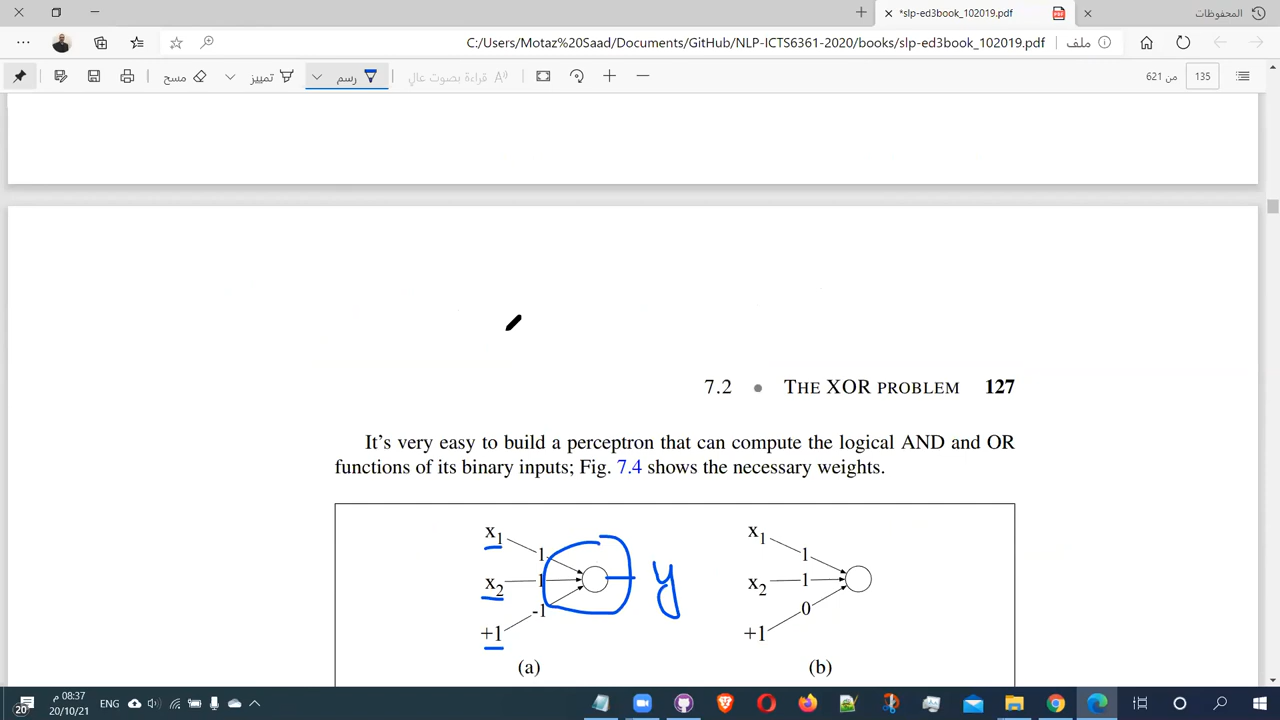 *slp-ed3book_102019.pdf
المحفوظات
C:/Users/Motaz%20Saad/Documents/GitHub/NLP-ICTS6361-2020/books/slp-ed3book_102019.pdf
ملف
مسح
تمييز
رسم
قراءة بصوت عالٍ
135
من 621
7.2 • THE XOR PROBLEM 127
It's very easy to build a perceptron that can compute the logical AND and OR
functions of its binary inputs; Fig. 7.4 shows the necessary weights.
x1
1
x2
1
+1
-1
y
(a)
x1
1
x2
1
+1
0
(b)
08:37 م
20/10/21
ENG
20